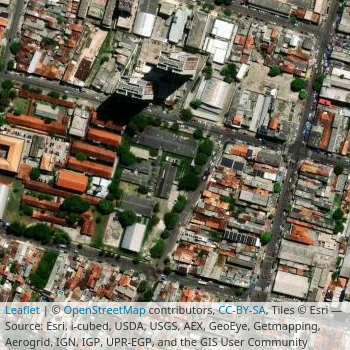 Leaflet | © OpenStreetMap contributors, CC-BY-SA, Tiles © Esri —
Source: Esri, i-cubed, USDA, USGS, AEX, GeoEye, Getmapping,
Aerogrid, IGN, IGP, UPR-EGP, and the GIS User Community